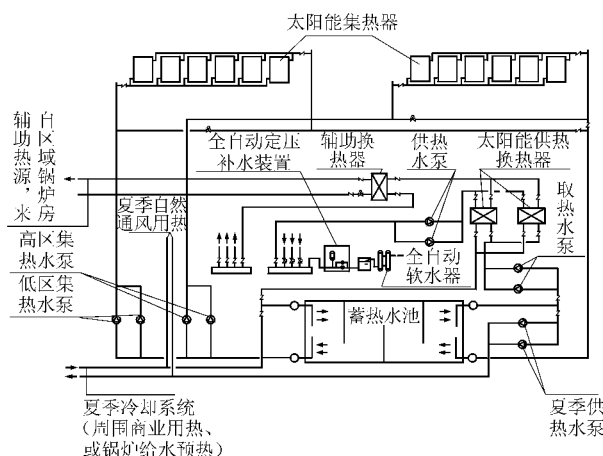 太阳能集热器
自区域锅炉房
辅助热源，来
全自动定压
补水装置
辅助换
热器
供热
水泵
太阳能供热
换热器
夏季自然
通风用热
取
热
水
泵
高区集
热水泵
低区集
热水泵
全自动
软水器
蓄热水池
夏季冷却系统
（周围商业用热、
或锅炉给水预热）
夏季供
热水泵